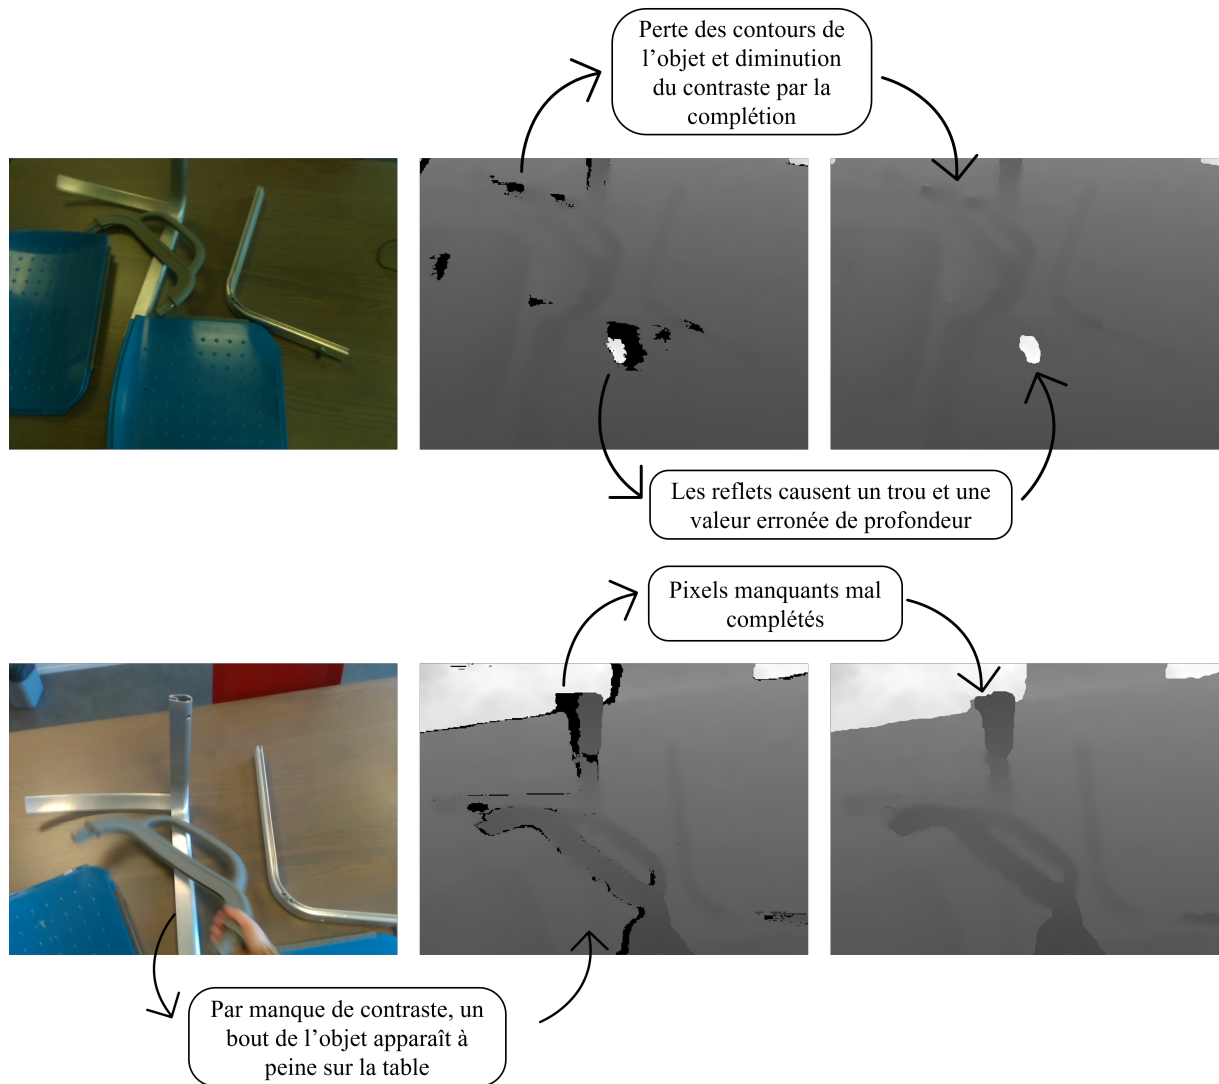 Perte des contours de
l’objet et diminution
du contraste par la
complétion
Les reflets causent un trou et une
valeur erronée de profondeur
Pixels manquants mal
complétés
Par manque de contraste, un
bout de l’objet apparaît à
peine sur la table